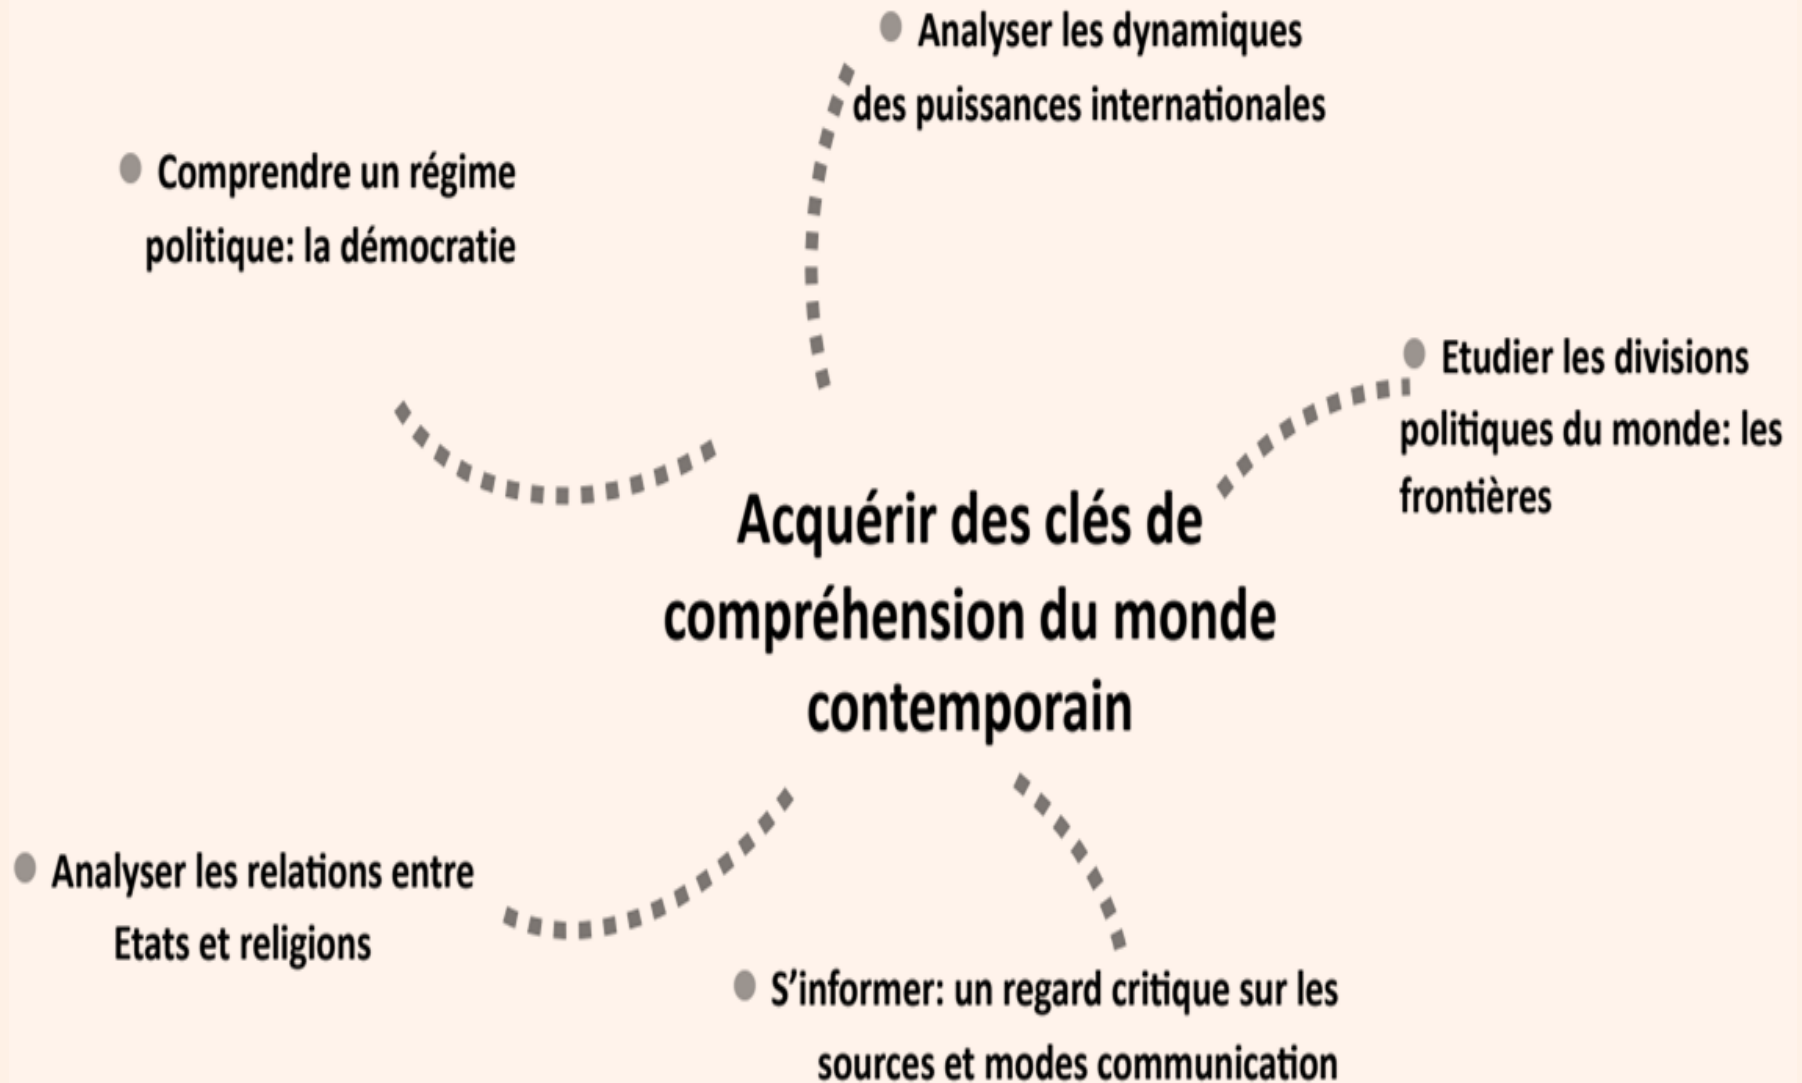 Analyser les dynamiques
des puissances internationales
Comprendre un régime
politique: la démocratie
Etudier les divisions
politiques du monde: les
frontières
Acquérir des clés de
compréhension du monde
contemporain
Analyser les relations entre
Etats et religions
S’informer: un regard critique sur les
sources et modes communication